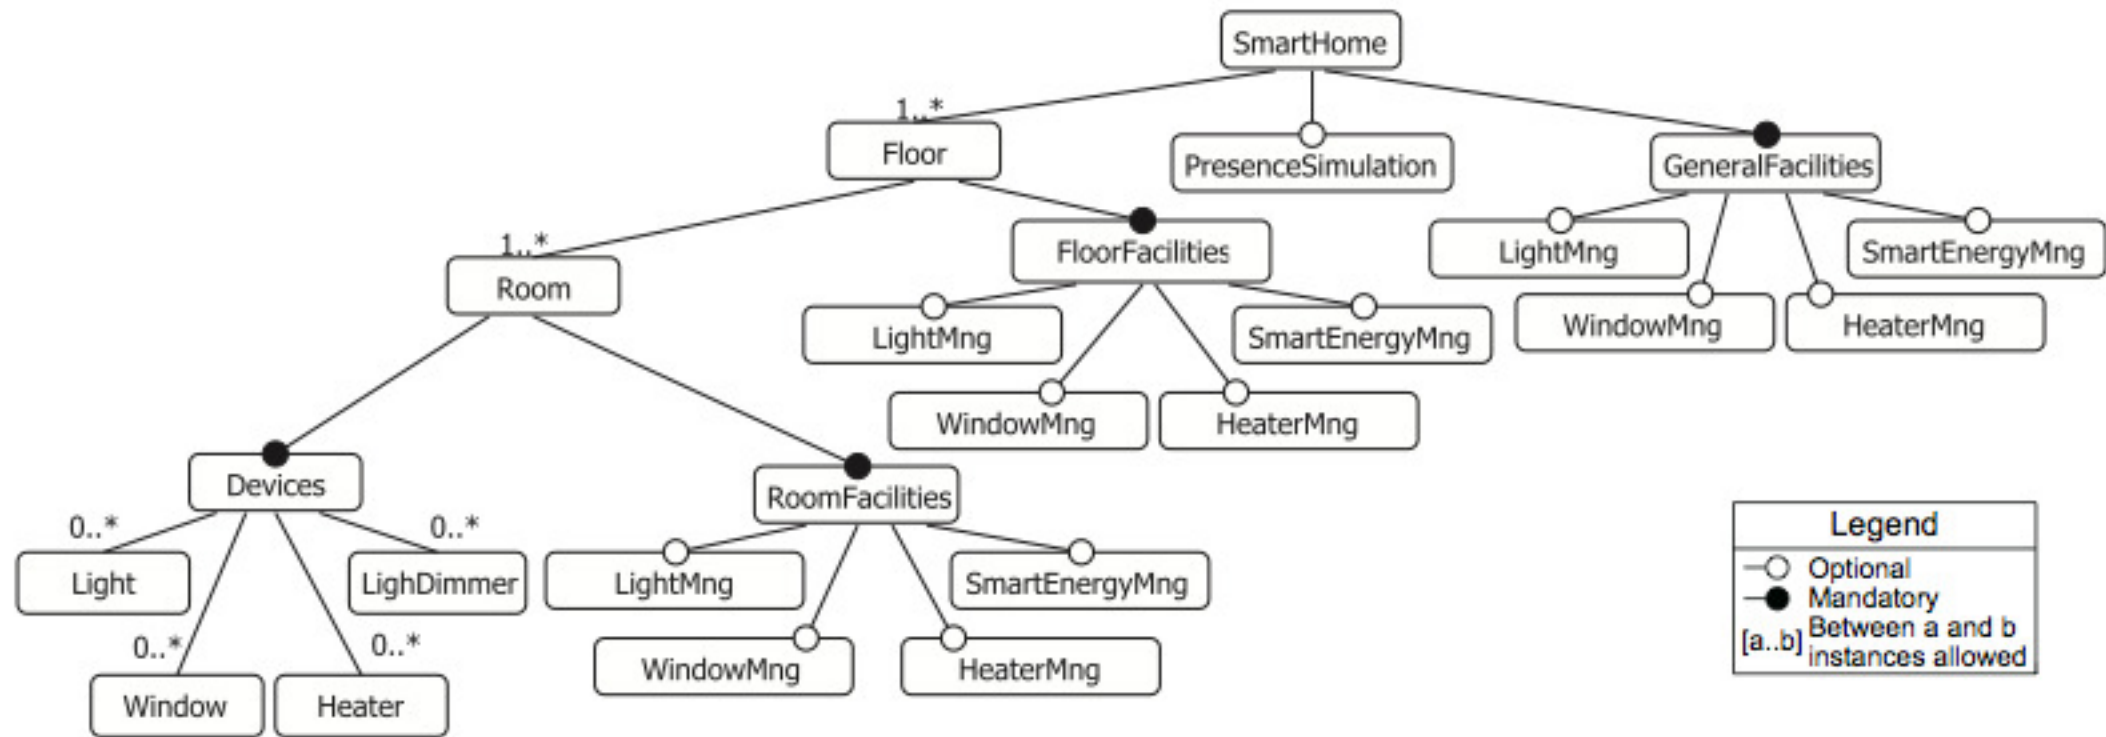 SmartHome
1..*
Floor
PresenceSimulation
GeneralFacilities
1..*
Room
FloorFacilities
LightMng
SmartEnergyMng
WindowMng
HeaterMng
LightMng
SmartEnergyMng
WindowMng
HeaterMng
Devices
RoomFacilities
0..*
0..*
Light
LighDimmer
0..*
0..*
Window
Heater
LightMng
SmartEnergyMng
WindowMng
HeaterMng
Legend
Optional
Mandatory
[a..b] Between a and b
instances allowed